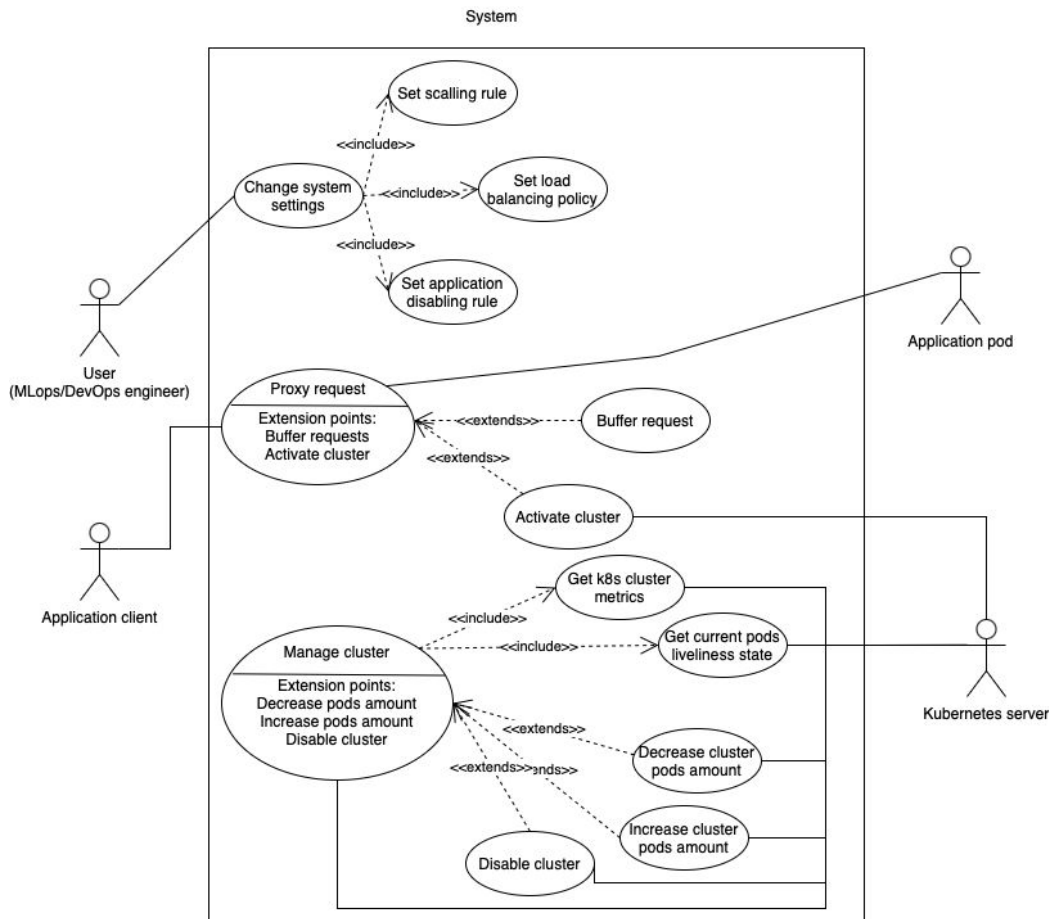 System
Set scalling rule
<<include>>
Change system
settings
<<include>>
Set load
balancing policy
<<include>>
Set application
disabling rule
User
(MLops/DevOps engineer)
Application pod
Proxy request
Extension points:
Buffer requests
Activate cluster
<<extends>>
Buffer request
<<extends>>
Activate cluster
Application client
Get k8s cluster
metrics
<<include>>
<<include>>
Get current pods
liveliness state
Kubernetes server
Manage cluster
Extension points:
Decrease pods amount
Increase pods amount
Disable cluster
<<extends>>
Decrease cluster
pods amount
<<extends>>
ends>>
Increase cluster
pods amount
Disable cluster